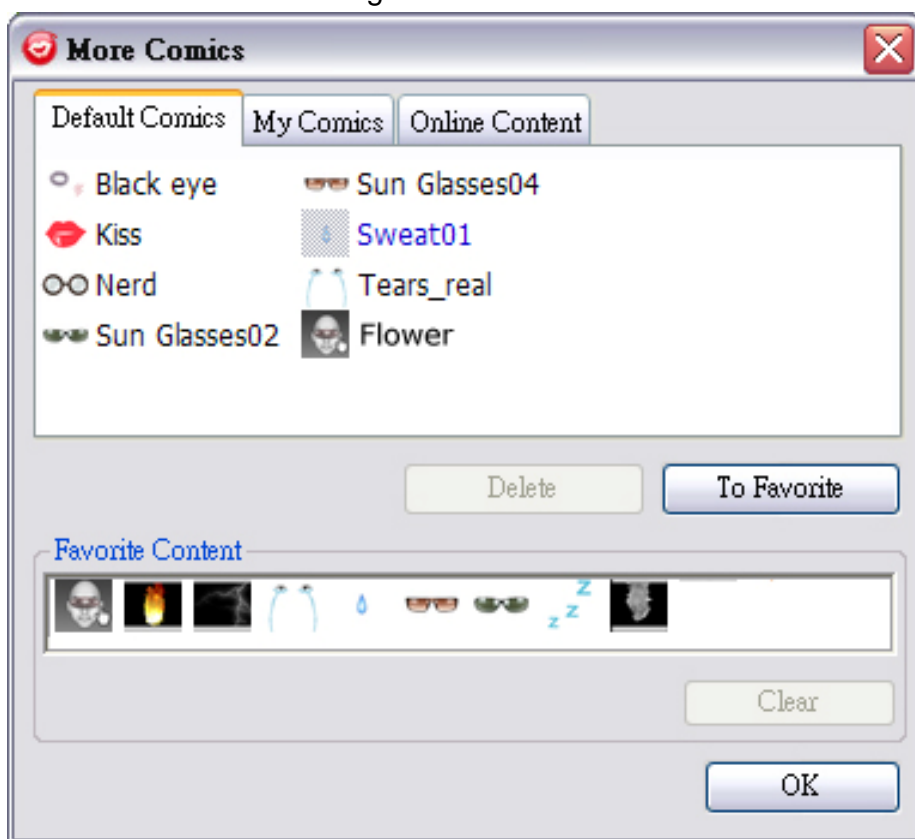 g
More Comics
Default Comics My Comics Online Content
Black eye Sun Glasses04
Kiss Sweat01
Nerd Tears_real
Sun Glasses02 Flower
Delete To Favorite
Favorite Content
z
z
z
Clear
OK